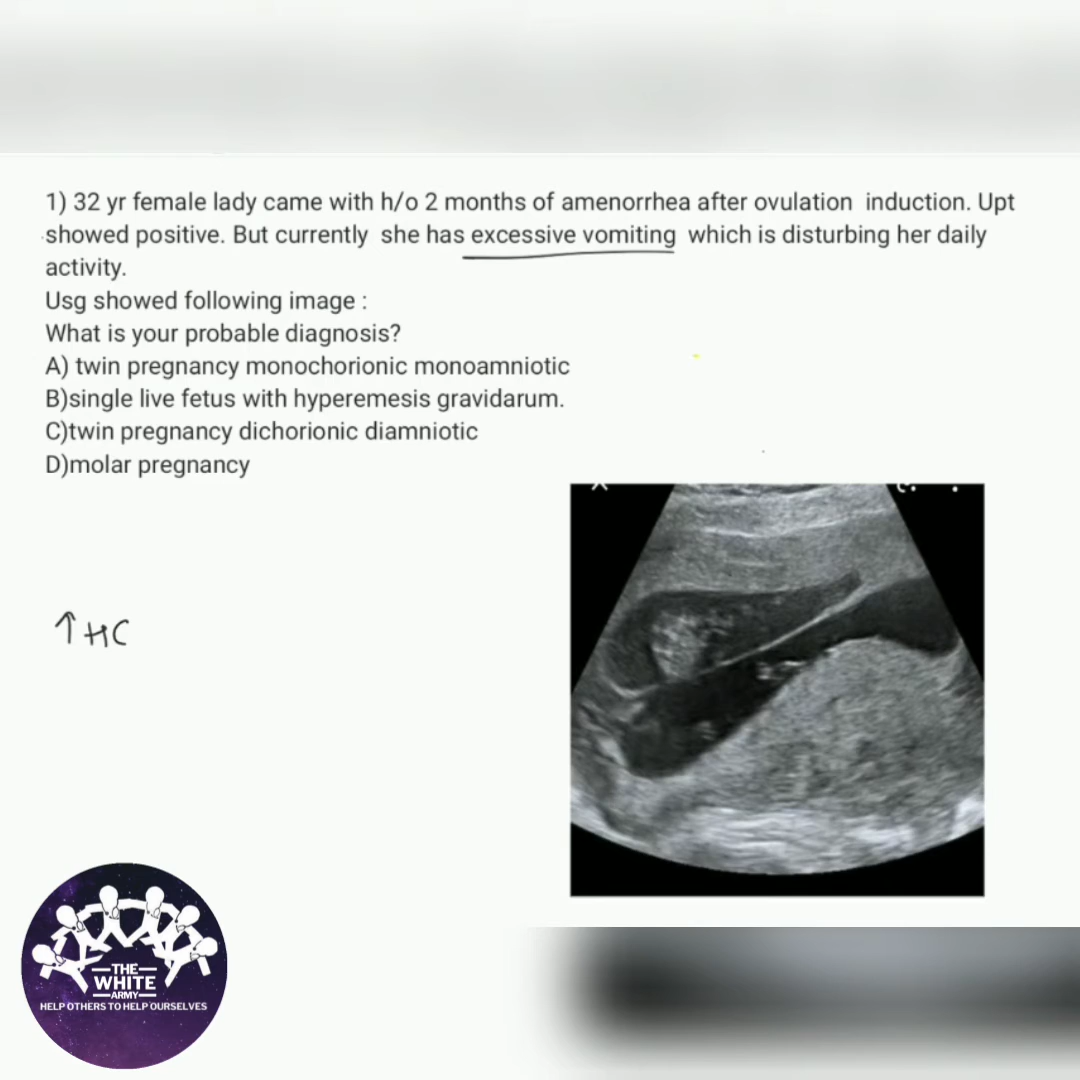 1) 32 yr female lady came with h/o 2 months of amenorrhea after ovulation induction. Upt
showed positive. But currently she has excessive vomiting which is disturbing her daily
activity.
Usg showed following image :
What is your probable diagnosis?
A) twin pregnancy monochorionic monoamniotic
B)single live fetus with hyperemesis gravidarum.
C)twin pregnancy dichorionic diamniotic
D)molar pregnancy
↑ HC
THE
WHITE
ARMY
HELP OTHERS TO HELP OURSELVES